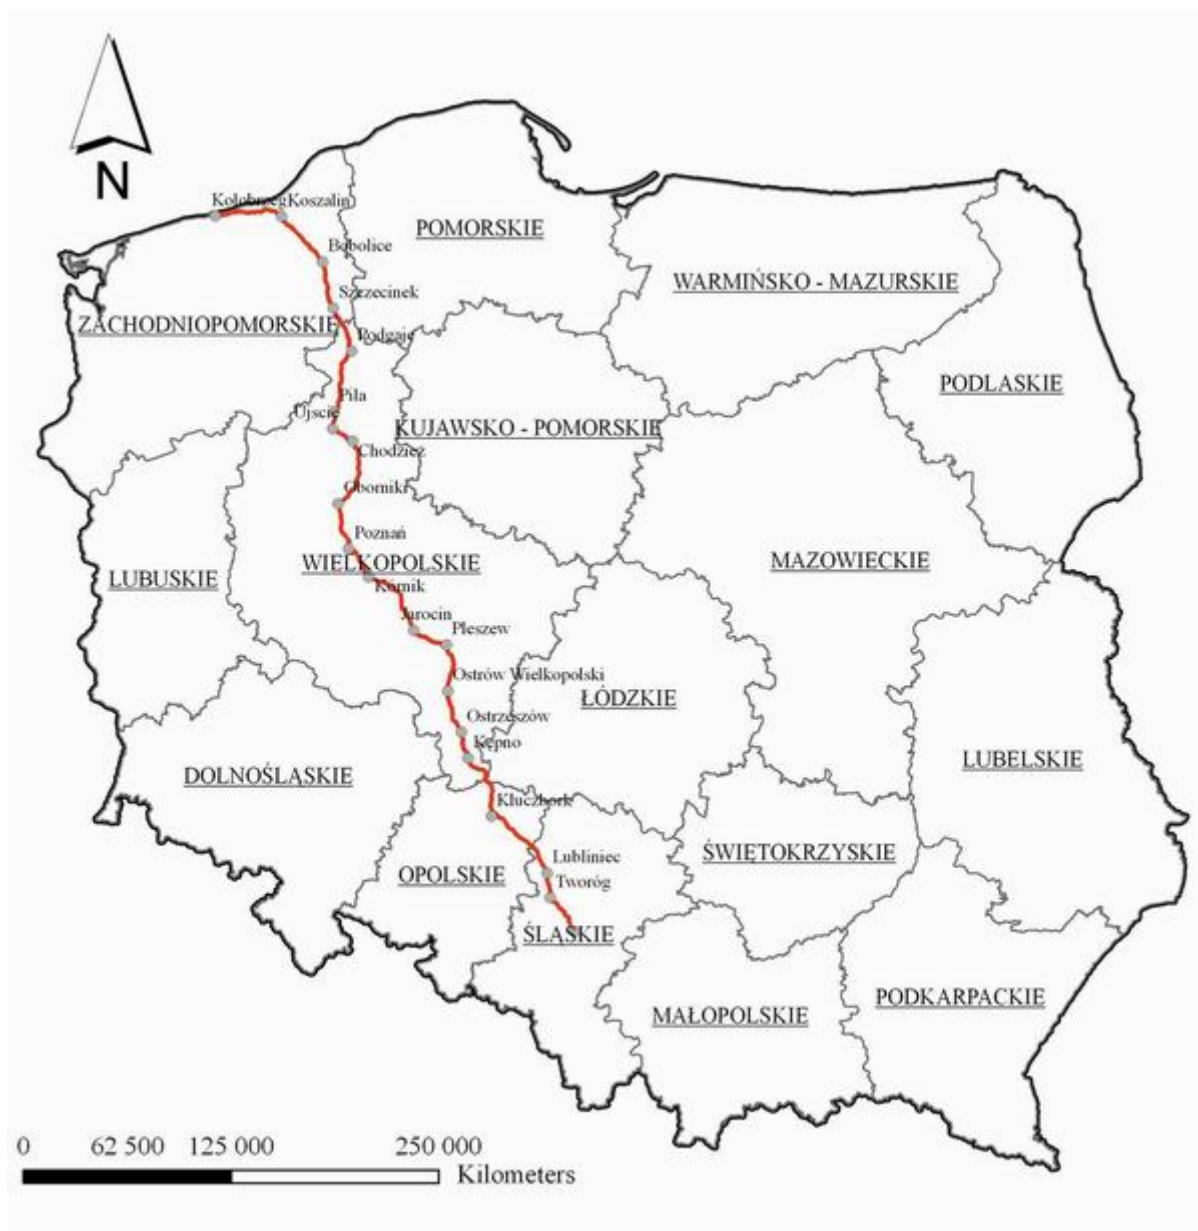 N
Kołobrzeg Koszalin
POMORSKIE
Bobolice
WARMIŃSKO - MAZURSKIE
Szczecinek
ZACHODNIOPOMORSKIE
Podgaje
PODLASKIE
Piła
Ujście
KUJAWSKO - POMORSKIE
Chodzież
Oborniki
Poznań
WIELKOPOLSKIE
MAZOWIECKIE
LUBUSKIE
Kórnik
Jarocin
Pleszew
Ostrów Wielkopolski
ŁÓDZKIE
Ostrzeszów
Kępno
LUBELSKIE
DOLNOŚLĄSKIE
Kluczbork
ŚWIĘTOKRZYSKIE
Lubliniec
OPOLSKIE
Tworóg
ŚLĄSKIE
PODKARPACKIE
MAŁOPOLSKIE
0 62 500 125 000 250 000
Kilometers